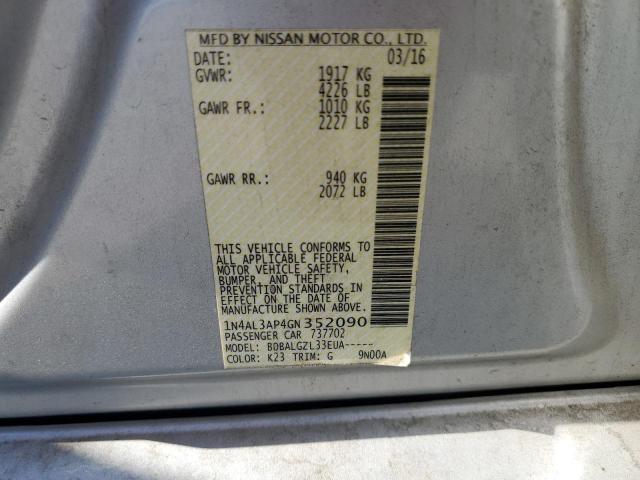 MFD BY NISSAN MOTOR CO., LTD.
DATE: 03/16
GVWR: 1917 KG
4226 LB
GAWR FR.: 1010 KG
2227 LB
GAWR RR.: 940 KG
2072 LB
THIS VEHICLE CONFORMS TO
ALL APPLICABLE FEDERAL
MOTOR VEHICLE SAFETY,
BUMPER, AND THEFT
PREVENTION STANDARDS IN
EFFECT ON THE DATE OF
MANUFACTURE SHOWN ABOVE.
1N4AL3AP4GN352090
PASSENGER CAR 737702
MODEL: BDBALGZL33EUA-----
COLOR: K23 TRIM: G 9N00A